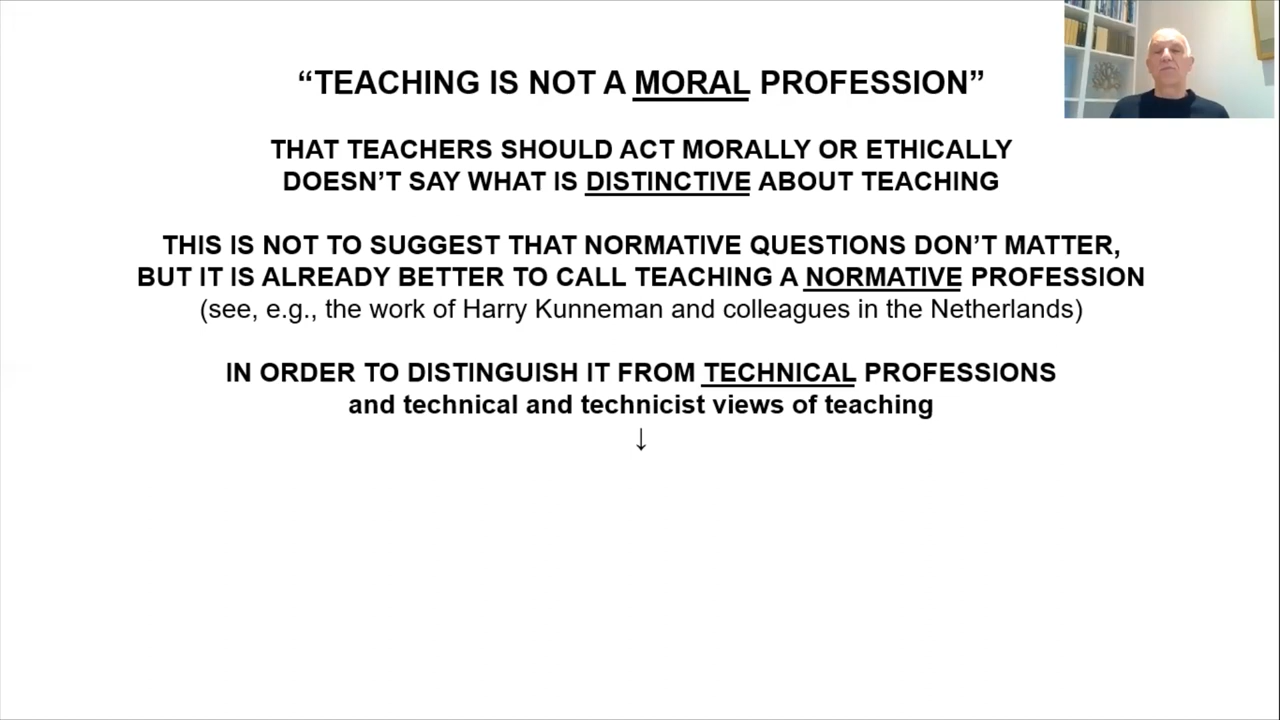 “TEACHING IS NOT A MORAL PROFESSION”
THAT TEACHERS SHOULD ACT MORALLY OR ETHICALLY
DOESN’T SAY WHAT IS DISTINCTIVE ABOUT TEACHING
THIS IS NOT TO SUGGEST THAT NORMATIVE QUESTIONS DON’T MATTER,
BUT IT IS ALREADY BETTER TO CALL TEACHING A NORMATIVE PROFESSION
(see, e.g., the work of Harry Kunneman and colleagues in the Netherlands)
IN ORDER TO DISTINGUISH IT FROM TECHNICAL PROFESSIONS
and technical and technicist views of teaching
↓